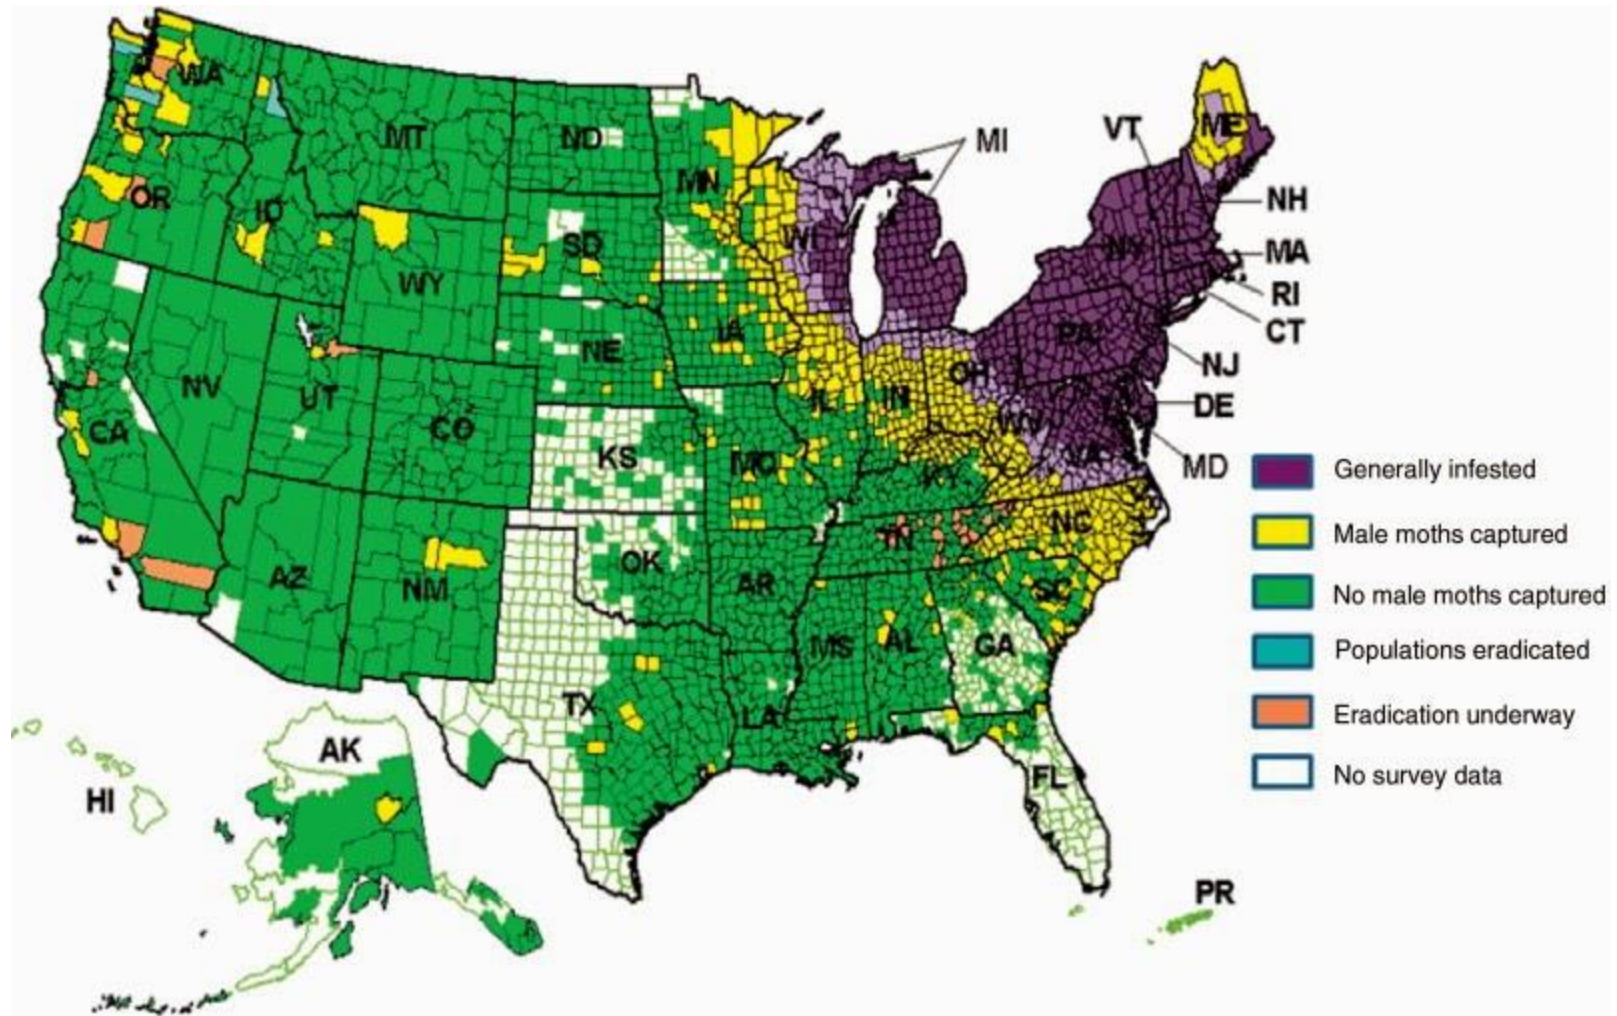 WA
MT
ND
MN
MI
VT
ME
OR
ID
SD
WI
NH
WY
NY
MA
RI
IA
CT
NE
PA
NJ
NV
UT
CO
IL
IN
OH
DE
CA
KS
MO
WV
VA
MD
KY
AZ
NM
OK
AR
TN
NC
SC
MS
AL
GA
TX
LA
AK
HI
FL
PR
Generally infested
Male moths captured
No male moths captured
Populations eradicated
Eradication underway
No survey data